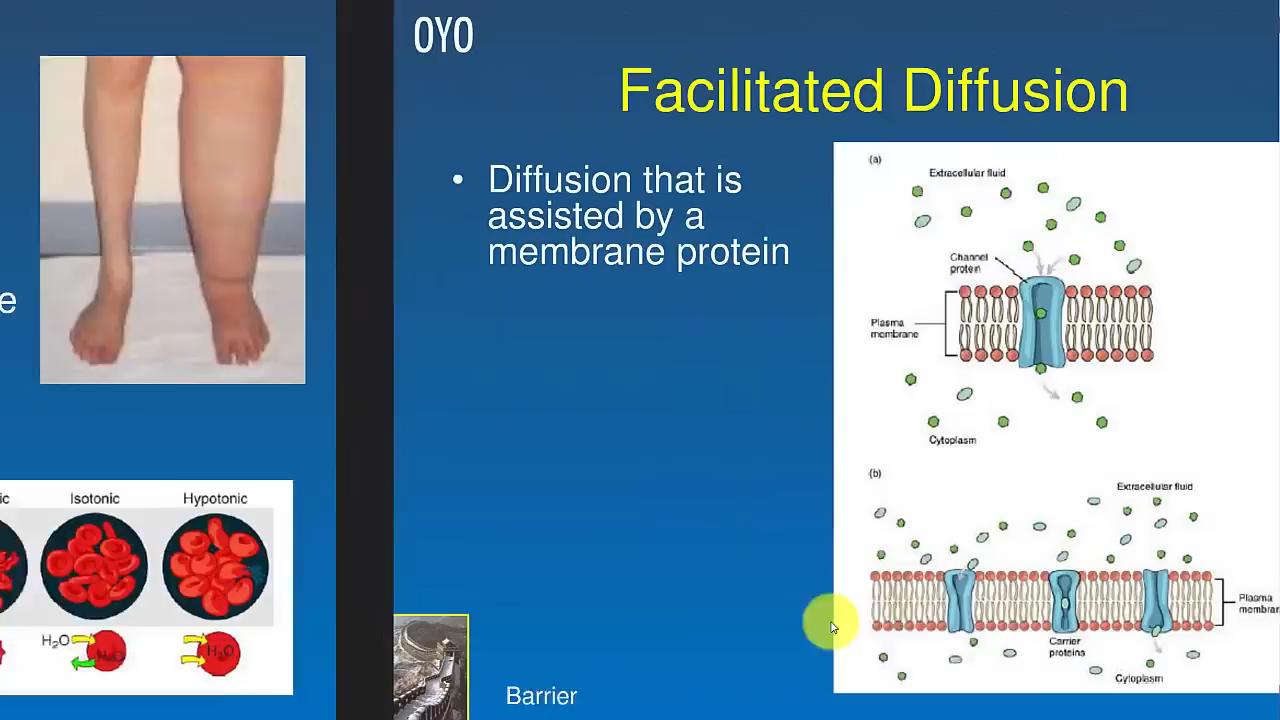 e
ic
Isotonic
Hypotonic
H₂O
H₂O
H₂O
OYO
Facilitated Diffusion
• Diffusion that is
assisted by a
membrane protein
Barrier
(a)
Extracellular fluid
Channel
protein
Plasma
membrane
Cytoplasm
(b)
Extracellular fluid
Plasma
membran
Carrier
proteins
Cytoplasm